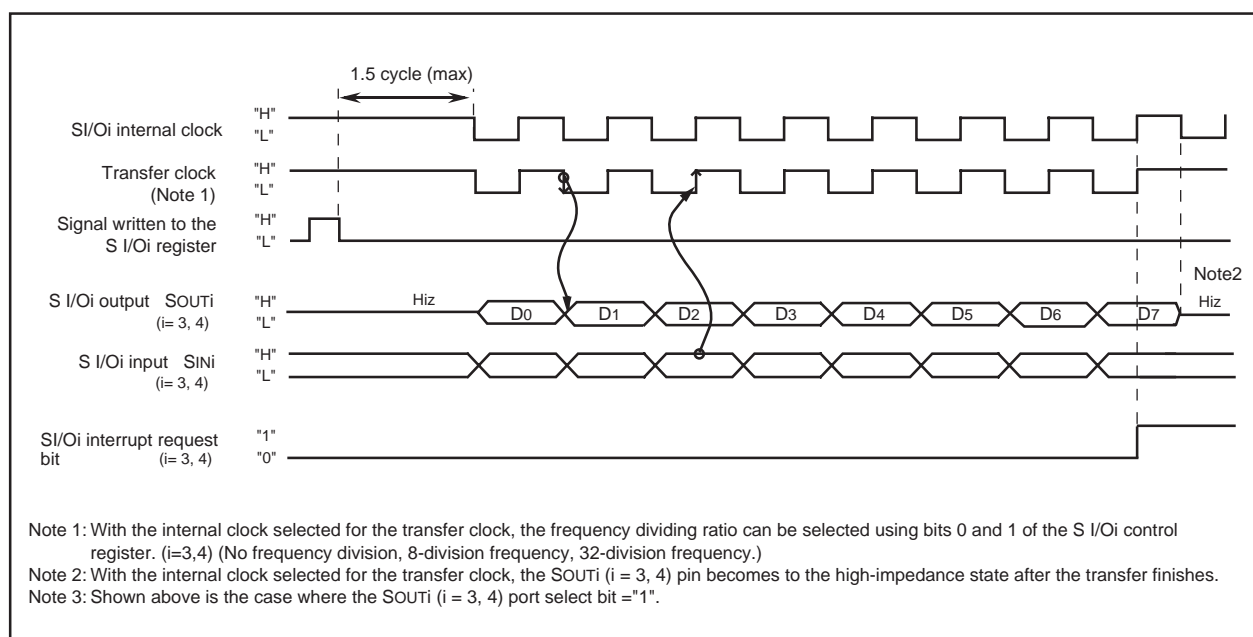 1.5 cycle (max)
SI/Oi internal clock
"H"
"L"
Transfer clock
(Note 1)
"H"
"L"
Signal written to the
S I/Oi register
"H"
"L"
S I/Oi output SOUTi
(i= 3, 4)
"H"
"L"
Hiz
D0
D1
D2
D3
D4
D5
D6
D7
Note2
Hiz
S I/Oi input SINi
(i= 3, 4)
"H"
"L"
SI/Oi interrupt request
bit (i= 3, 4)
"1"
"0"
Note 1: With the internal clock selected for the transfer clock, the frequency dividing ratio can be selected using bits 0 and 1 of the S I/Oi control
register. (i=3,4) (No frequency division, 8-division frequency, 32-division frequency.)
Note 2: With the internal clock selected for the transfer clock, the SOUTi (i = 3, 4) pin becomes to the high-impedance state after the transfer finishes.
Note 3: Shown above is the case where the SOUTi (i = 3, 4) port select bit ="1".